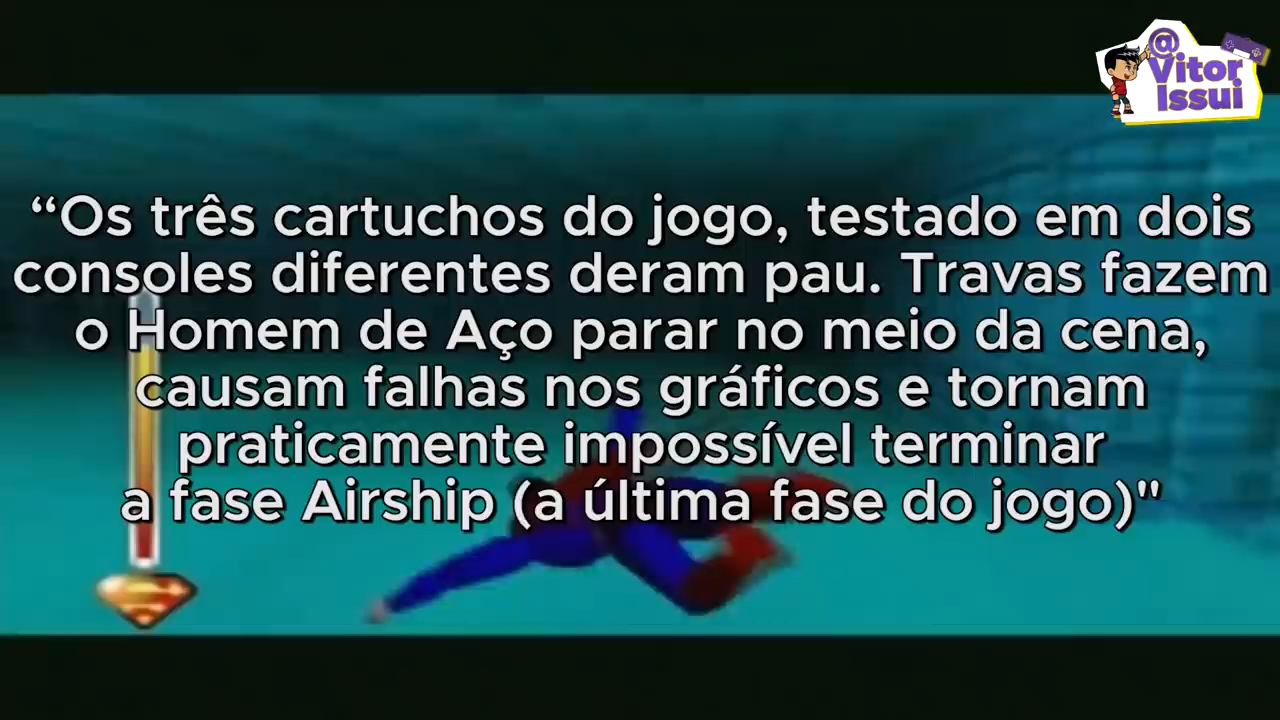 @
Vitor
Issui
“Os três cartuchos do jogo, testado em dois
consoles diferentes deram pau. Travas fazem
o Homem de Aço parar no meio da cena,
causam falhas nos gráficos e tornam
praticamente impossível terminar
a fase Airship (a última fase do jogo)"